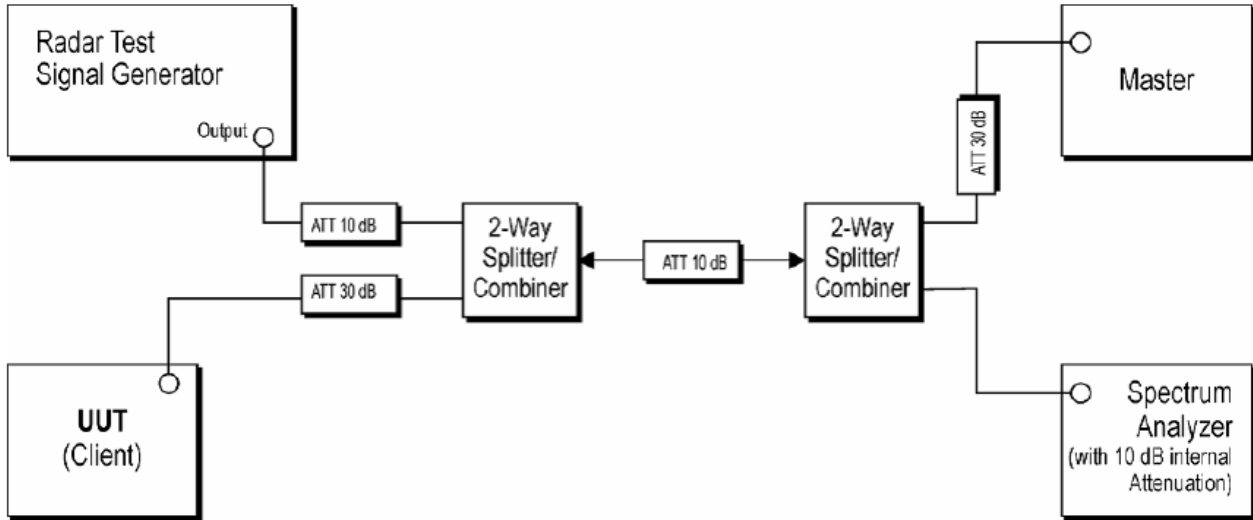 Radar Test
Signal Generator
Output
ATT 10 dB
2-Way
Splitter/
Combiner
ATT 30 dB
UUT
(Client)
ATT 10 dB
2-Way
Splitter/
Combiner
ATT 30 dB
Master
Spectrum
Analyzer
(with 10 dB internal
Attenuation)